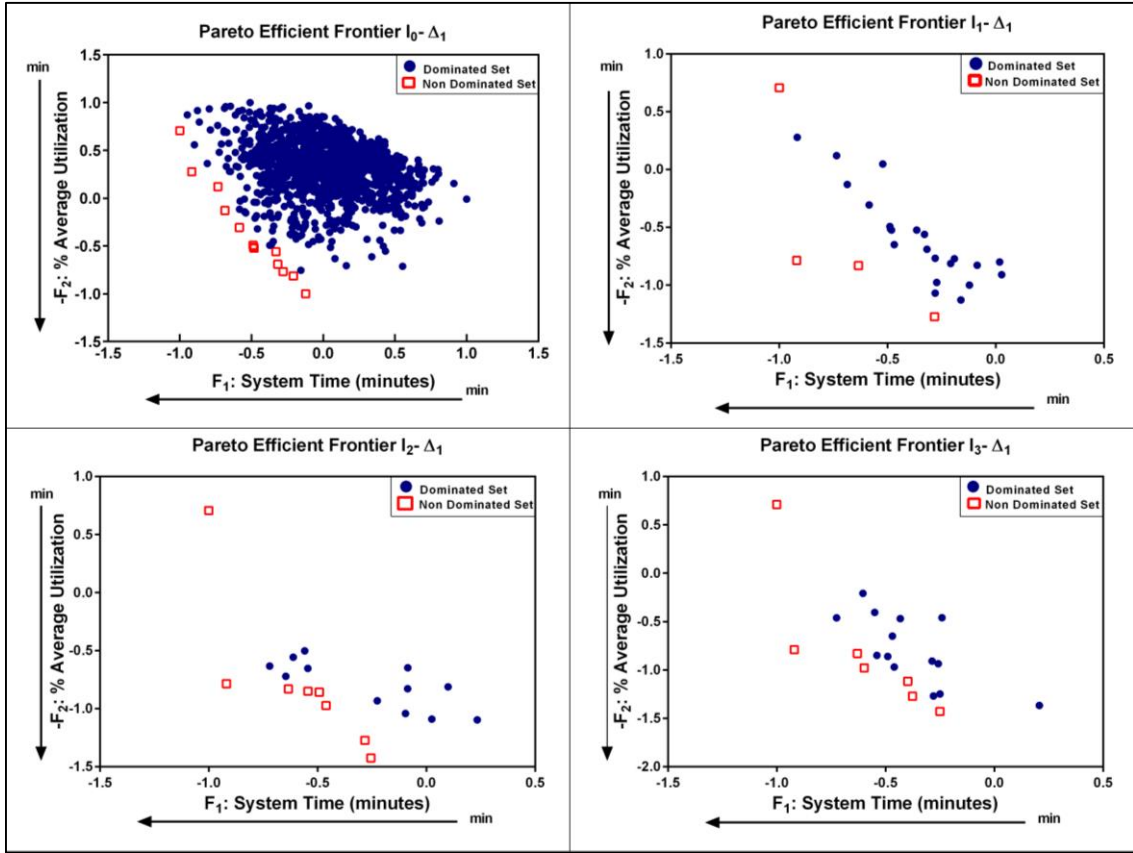 Pareto Efficient Frontier I₀- Δ₁
min
1.5
1.0
0.5
0.0
-0.5
-1.0
-1.5
-F₂: % Average Utilization
Dominated Set
Non Dominated Set
-1.5 -1.0 -0.5 0.0 0.5 1.0 1.5
F₁: System Time (minutes)
min
Pareto Efficient Frontier I₁- Δ₁
min
1.0
0.5
0.0
-0.5
-1.0
-1.5
-F₂: % Average Utilization
Dominated Set
Non Dominated Set
-1.5 -1.0 -0.5 0.0 0.5
F₁: System Time (minutes)
min
Pareto Efficient Frontier I₂- Δ₁
min
1.0
0.5
0.0
-0.5
-1.0
-1.5
-F₂: % Average Utilization
Dominated Set
Non Dominated Set
-1.5 -1.0 -0.5 0.0 0.5
F₁: System Time (minutes)
min
Pareto Efficient Frontier I₃- Δ₁
min
1.0
0.5
0.0
-0.5
-1.0
-1.5
-2.0
-F₂: % Average Utilization
Dominated Set
Non Dominated Set
-1.5 -1.0 -0.5 0.0 0.5
F₁: System Time (minutes)
min